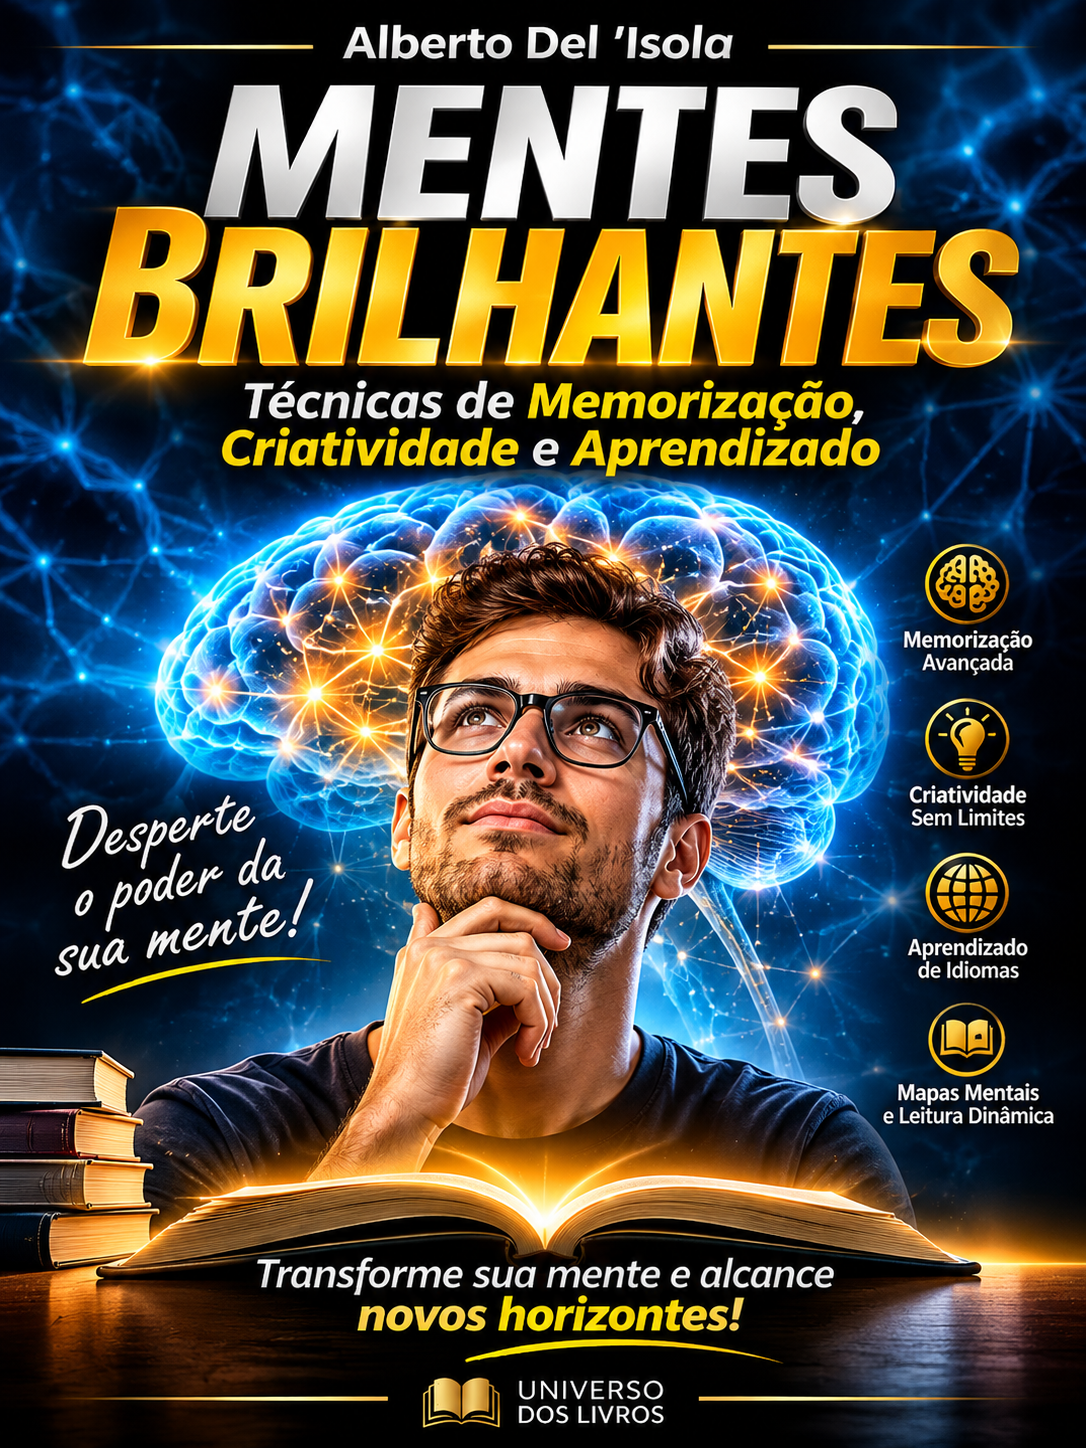 Alberto Del 'Isola
MENTES
BRILHANTES
Técnicas de Memorização,
Criatividade e Aprendizado
Memorização
Avançada
Criatividade
Sem Limites
Desperte
o poder da
sua mente!
Aprendizado
de Idiomas
Mapas Mentais
e Leitura Dinâmica
Transforme sua mente e alcance
novos horizontes!
UNIVERSO
DOS LIVROS